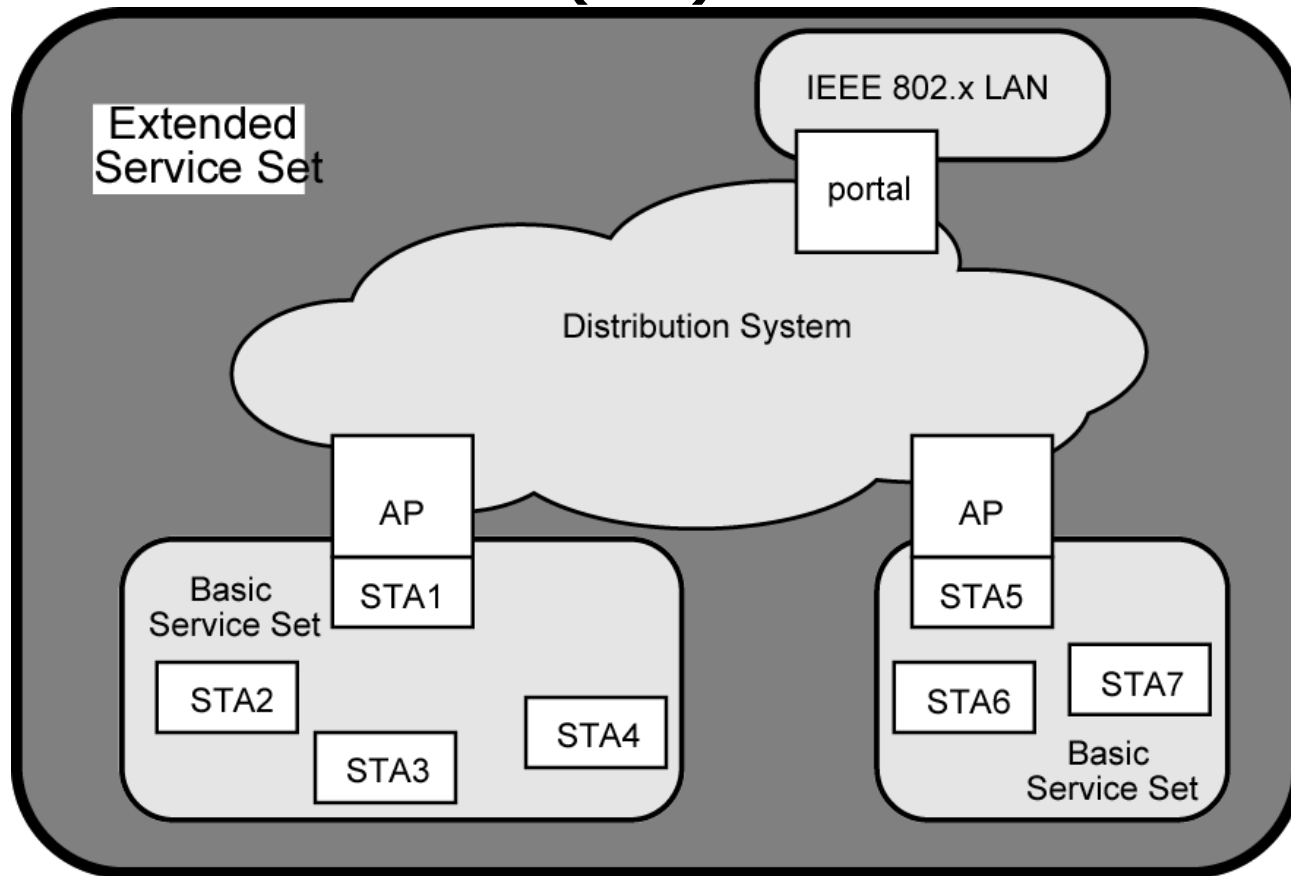 IEEE 802.x LAN
Extended
Service Set
portal
Distribution System
AP
AP
Basic
Service Set
STA1
STA5
STA2
STA3
STA4
STA6
STA7
Basic
Service Set